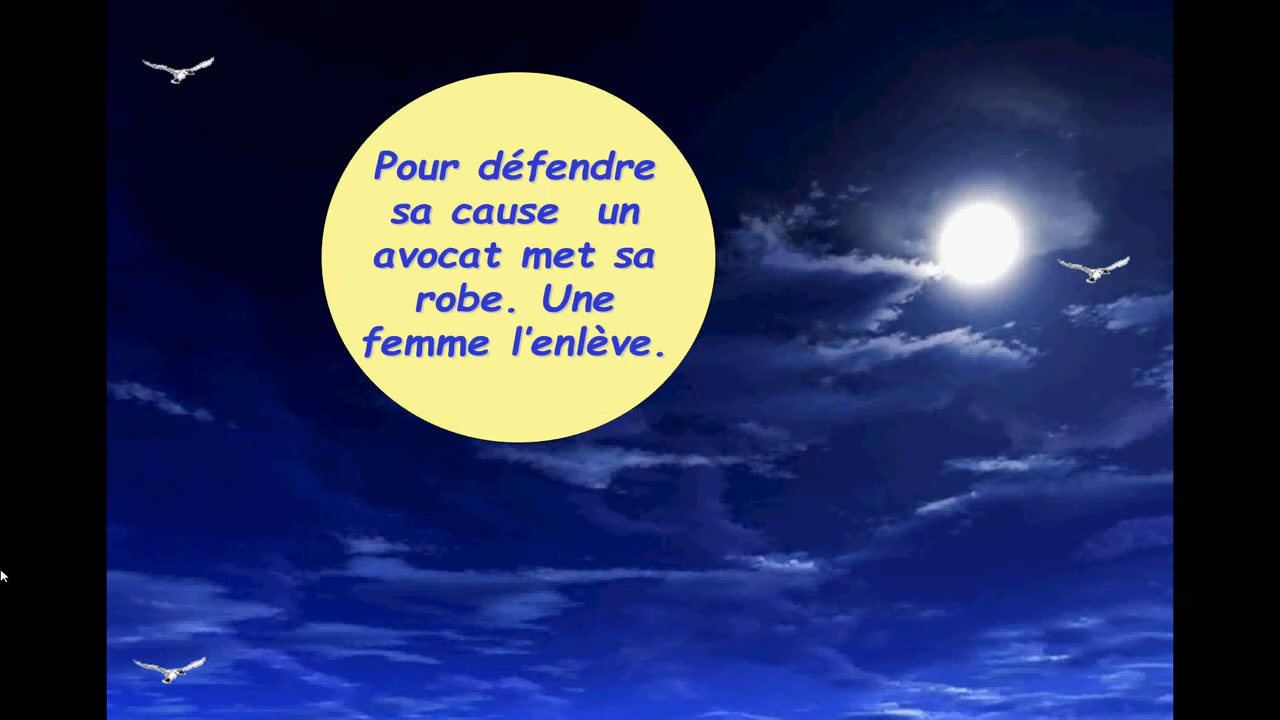 Pour défendre
sa cause  un
avocat met sa
robe. Une
femme l'enlève.